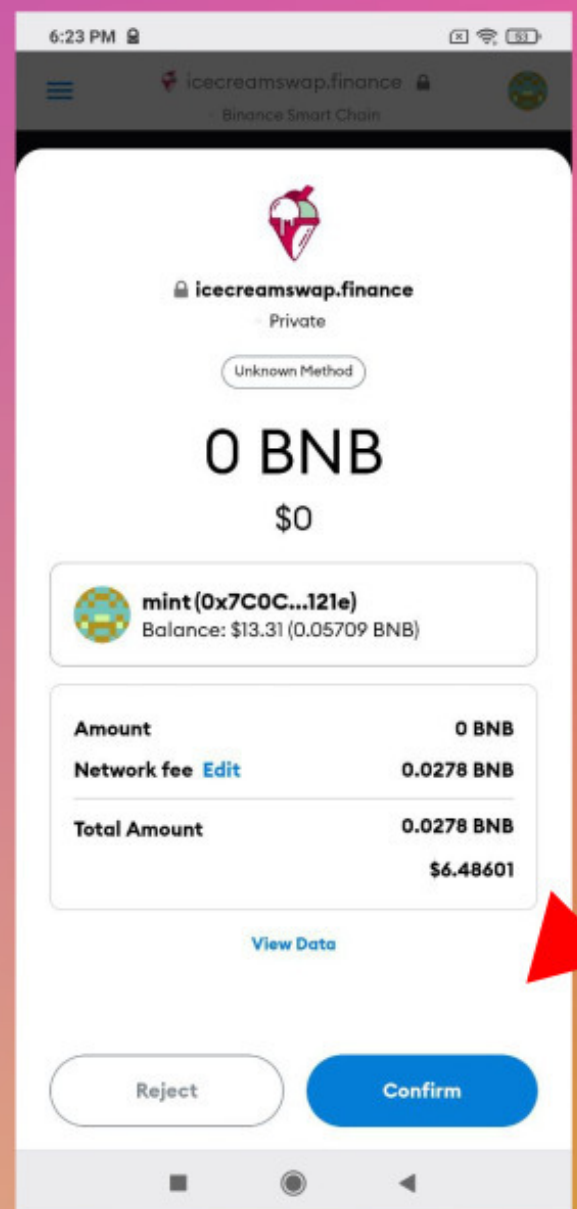 6:23 PM
53
icecreamswap.finance
Binance Smart Chain
icecreamswap.finance
Private
Unknown Method
0 BNB
$0
mint (0x7C0C...121e)
Balance: $13.31 (0.05709 BNB)
Amount 0 BNB
Network fee Edit 0.0278 BNB
Total Amount 0.0278 BNB
$6.48601
View Data
Reject Confirm